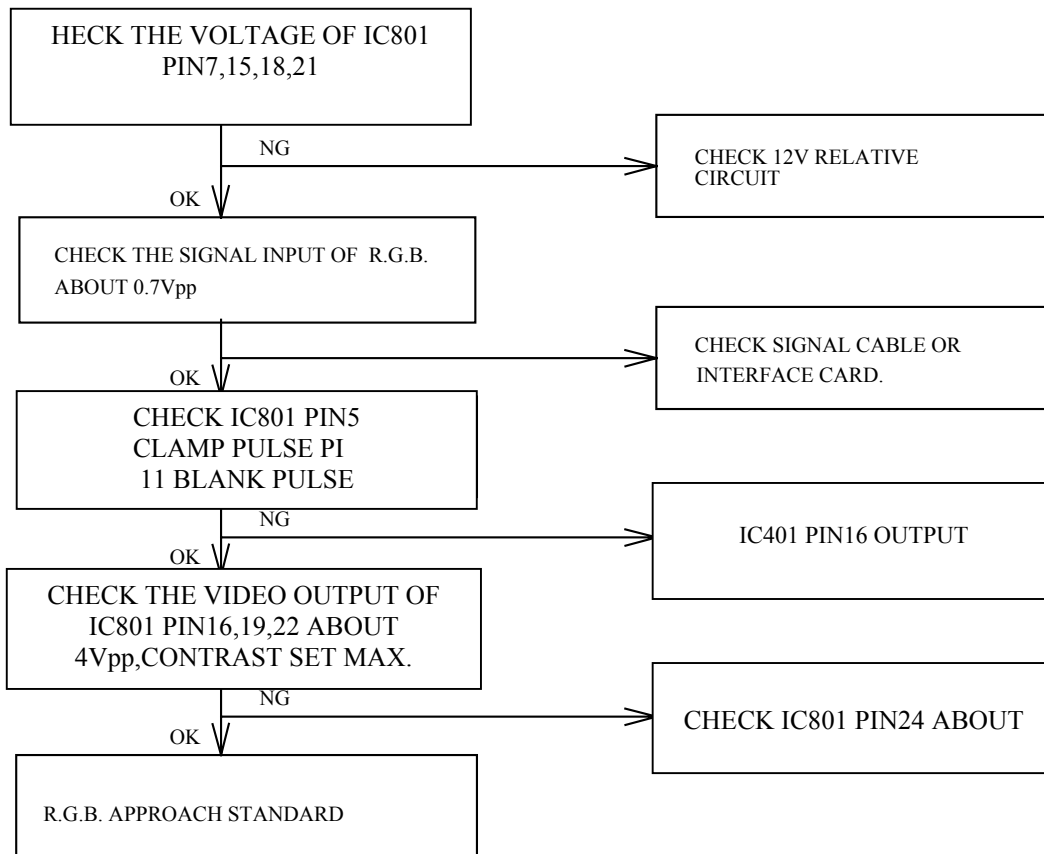 HECK THE VOLTAGE OF IC801
PIN7,15,18,21
NG
CHECK 12V RELATIVE
CIRCUIT
OK
CHECK THE SIGNAL INPUT OF R.G.B.
ABOUT 0.7Vpp
CHECK SIGNAL CABLE OR
INTERFACE CARD.
OK
CHECK IC801 PIN5
CLAMP PULSE PI
11 BLANK PULSE
NG
IC401 PIN16 OUTPUT
OK
CHECK THE VIDEO OUTPUT OF
IC801 PIN16,19,22 ABOUT
4Vpp,CONTRAST SET MAX.
NG
CHECK IC801 PIN24 ABOUT
OK
R.G.B. APPROACH STANDARD